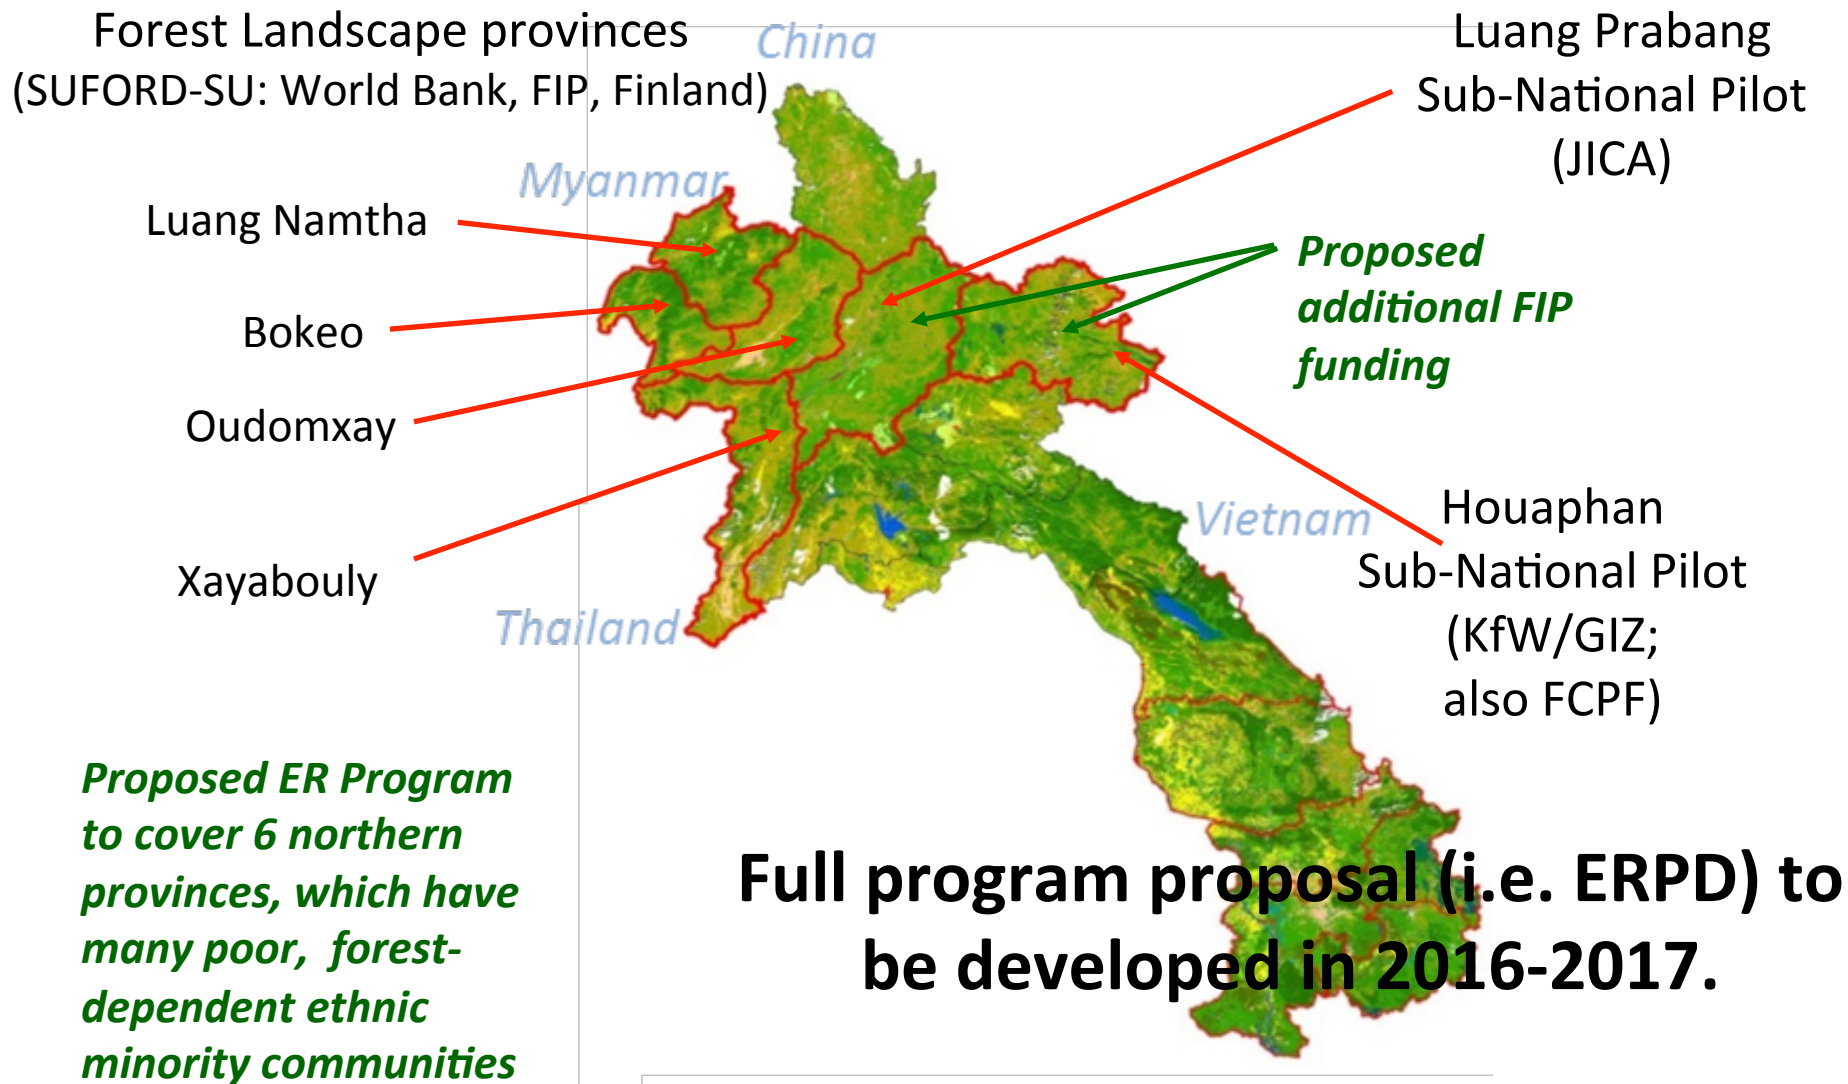 Forest Landscape provinces
(SUFORD-SU: World Bank, FIP, Finland)
China
Luang Prabang
Sub-National Pilot
(JICA)
Myanmar
Luang Namtha
Proposed
additional FIP
funding
Bokeo
Oudomxay
Xayabouly
Thailand
Vietnam
Houaphan
Sub-National Pilot
(KfW/GIZ;
also FCPF)
Proposed ER Program
to cover 6 northern
provinces, which have
many poor,  forest-
dependent ethnic
minority communities
Full program proposal (i.e. ERPD) to
be developed in 2016-2017.